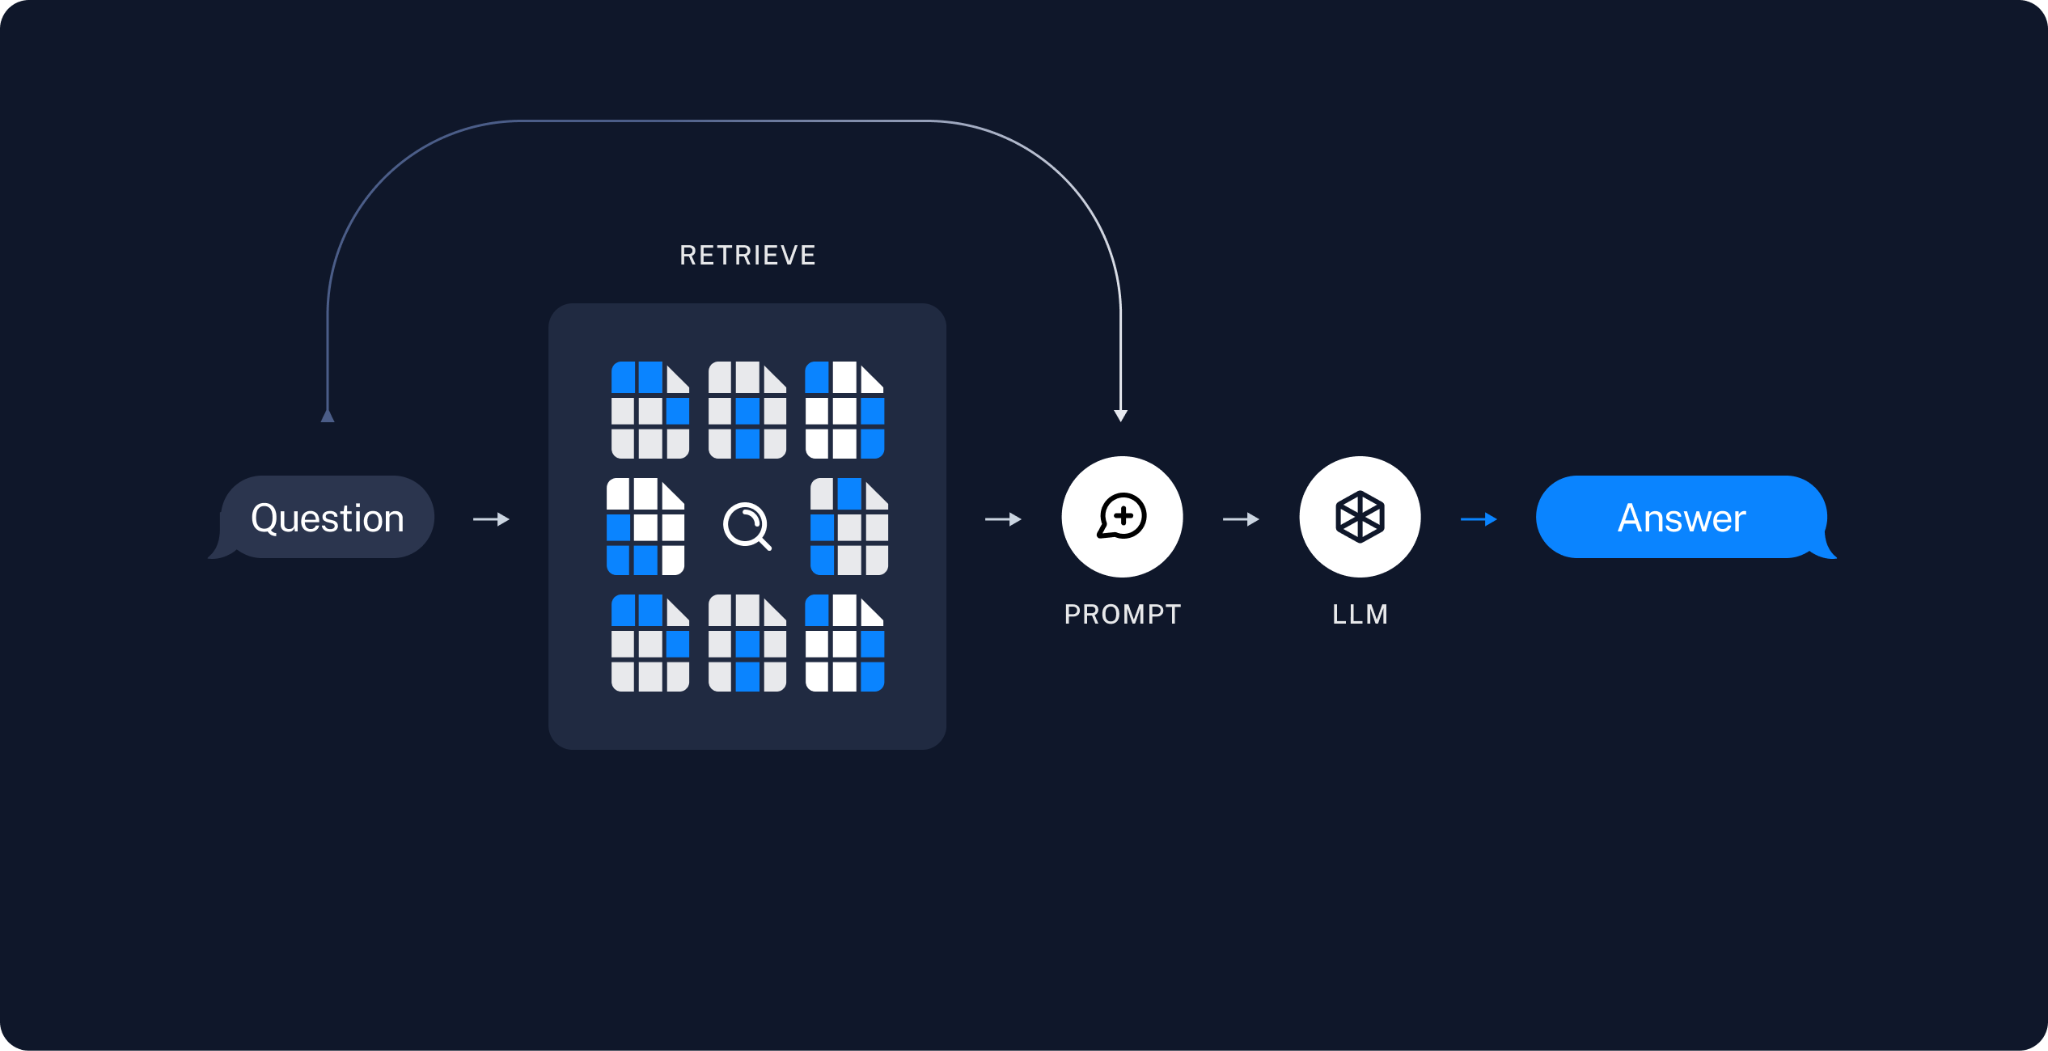 RETRIEVE
Question
Answer
PROMPT
LLM